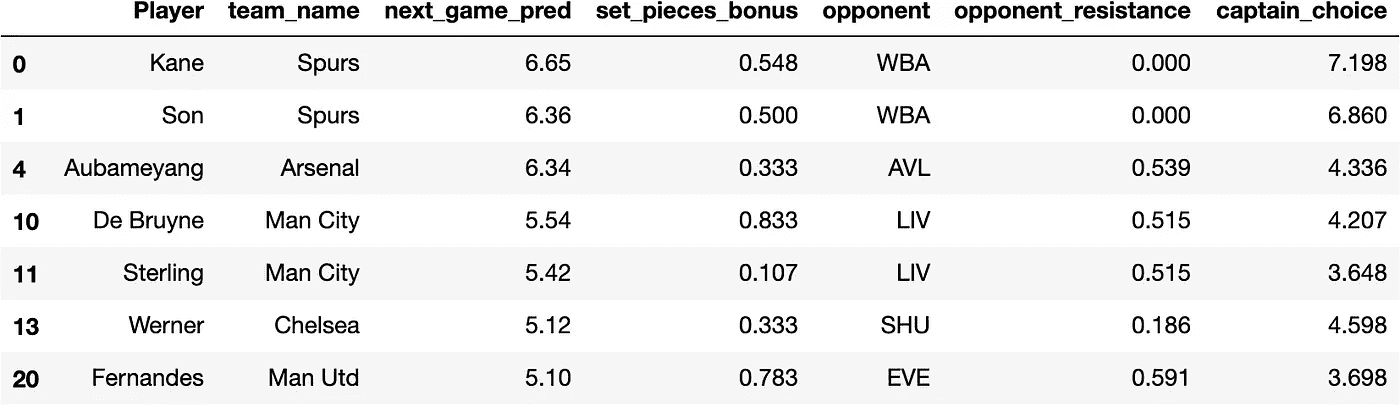 Player team_name next_game_pred set_pieces_bonus opponent opponent_resistance captain_choice
0 Kane Spurs 6.65 0.548 WBA 0.000 7.198
1 Son Spurs 6.36 0.500 WBA 0.000 6.860
4 Aubameyang Arsenal 6.34 0.333 AVL 0.539 4.336
10 De Bruyne Man City 5.54 0.833 LIV 0.515 4.207
11 Sterling Man City 5.42 0.107 LIV 0.515 3.648
13 Werner Chelsea 5.12 0.333 SHU 0.186 4.598
20 Fernandes Man Utd 5.10 0.783 EVE 0.591 3.698